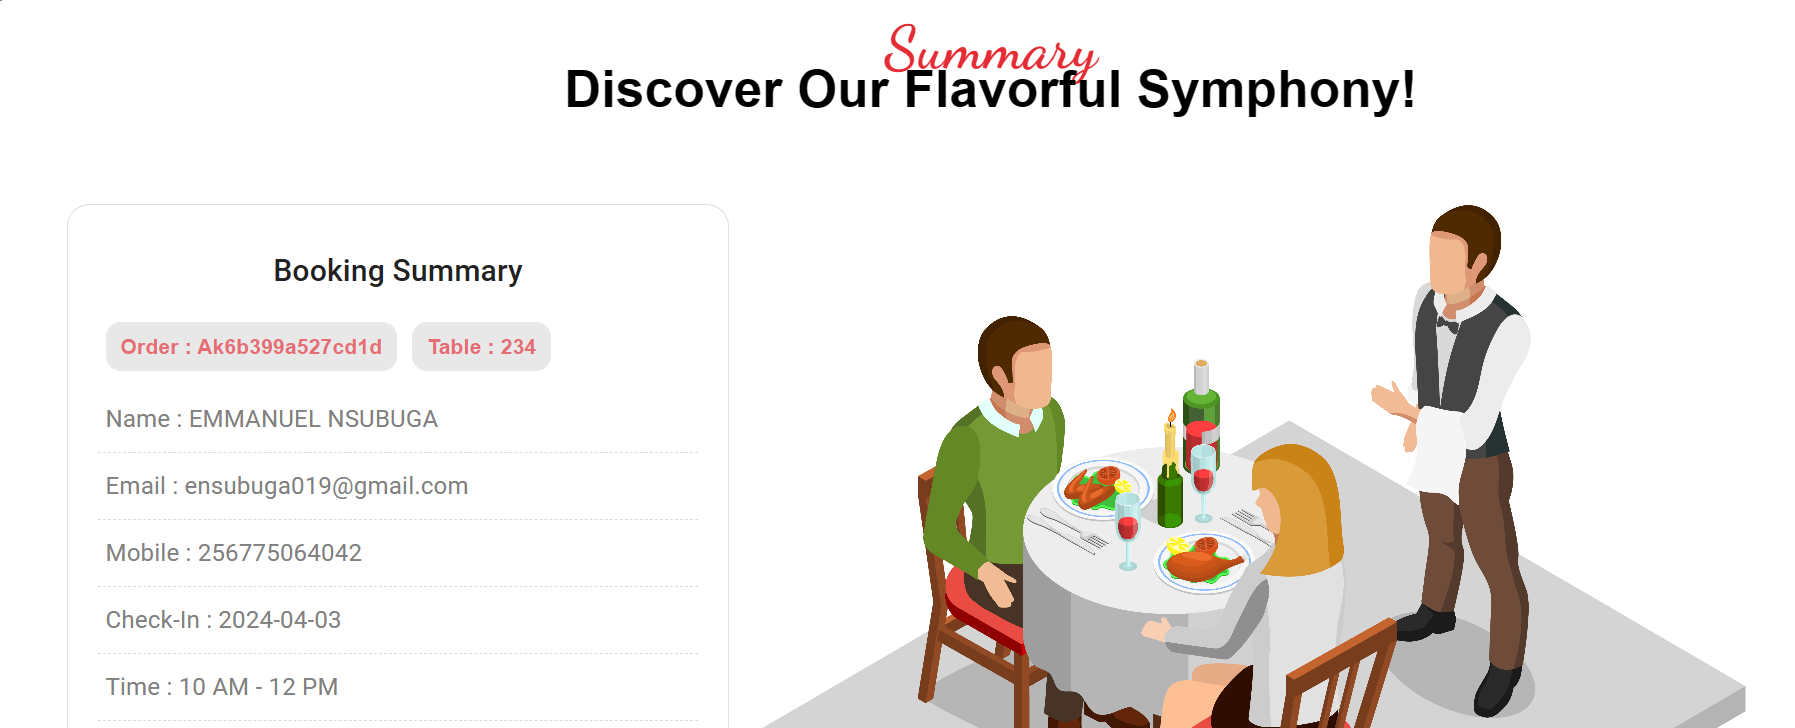 Summary
Discover Our Flavorful Symphony!
Booking Summary
Order : Ak6b399a527cd1d
Table : 234
Name : EMMANUEL NSUBUGA
Email : ensubuga019@gmail.com
Mobile : 256775064042
Check-In : 2024-04-03
Time : 10 AM - 12 PM